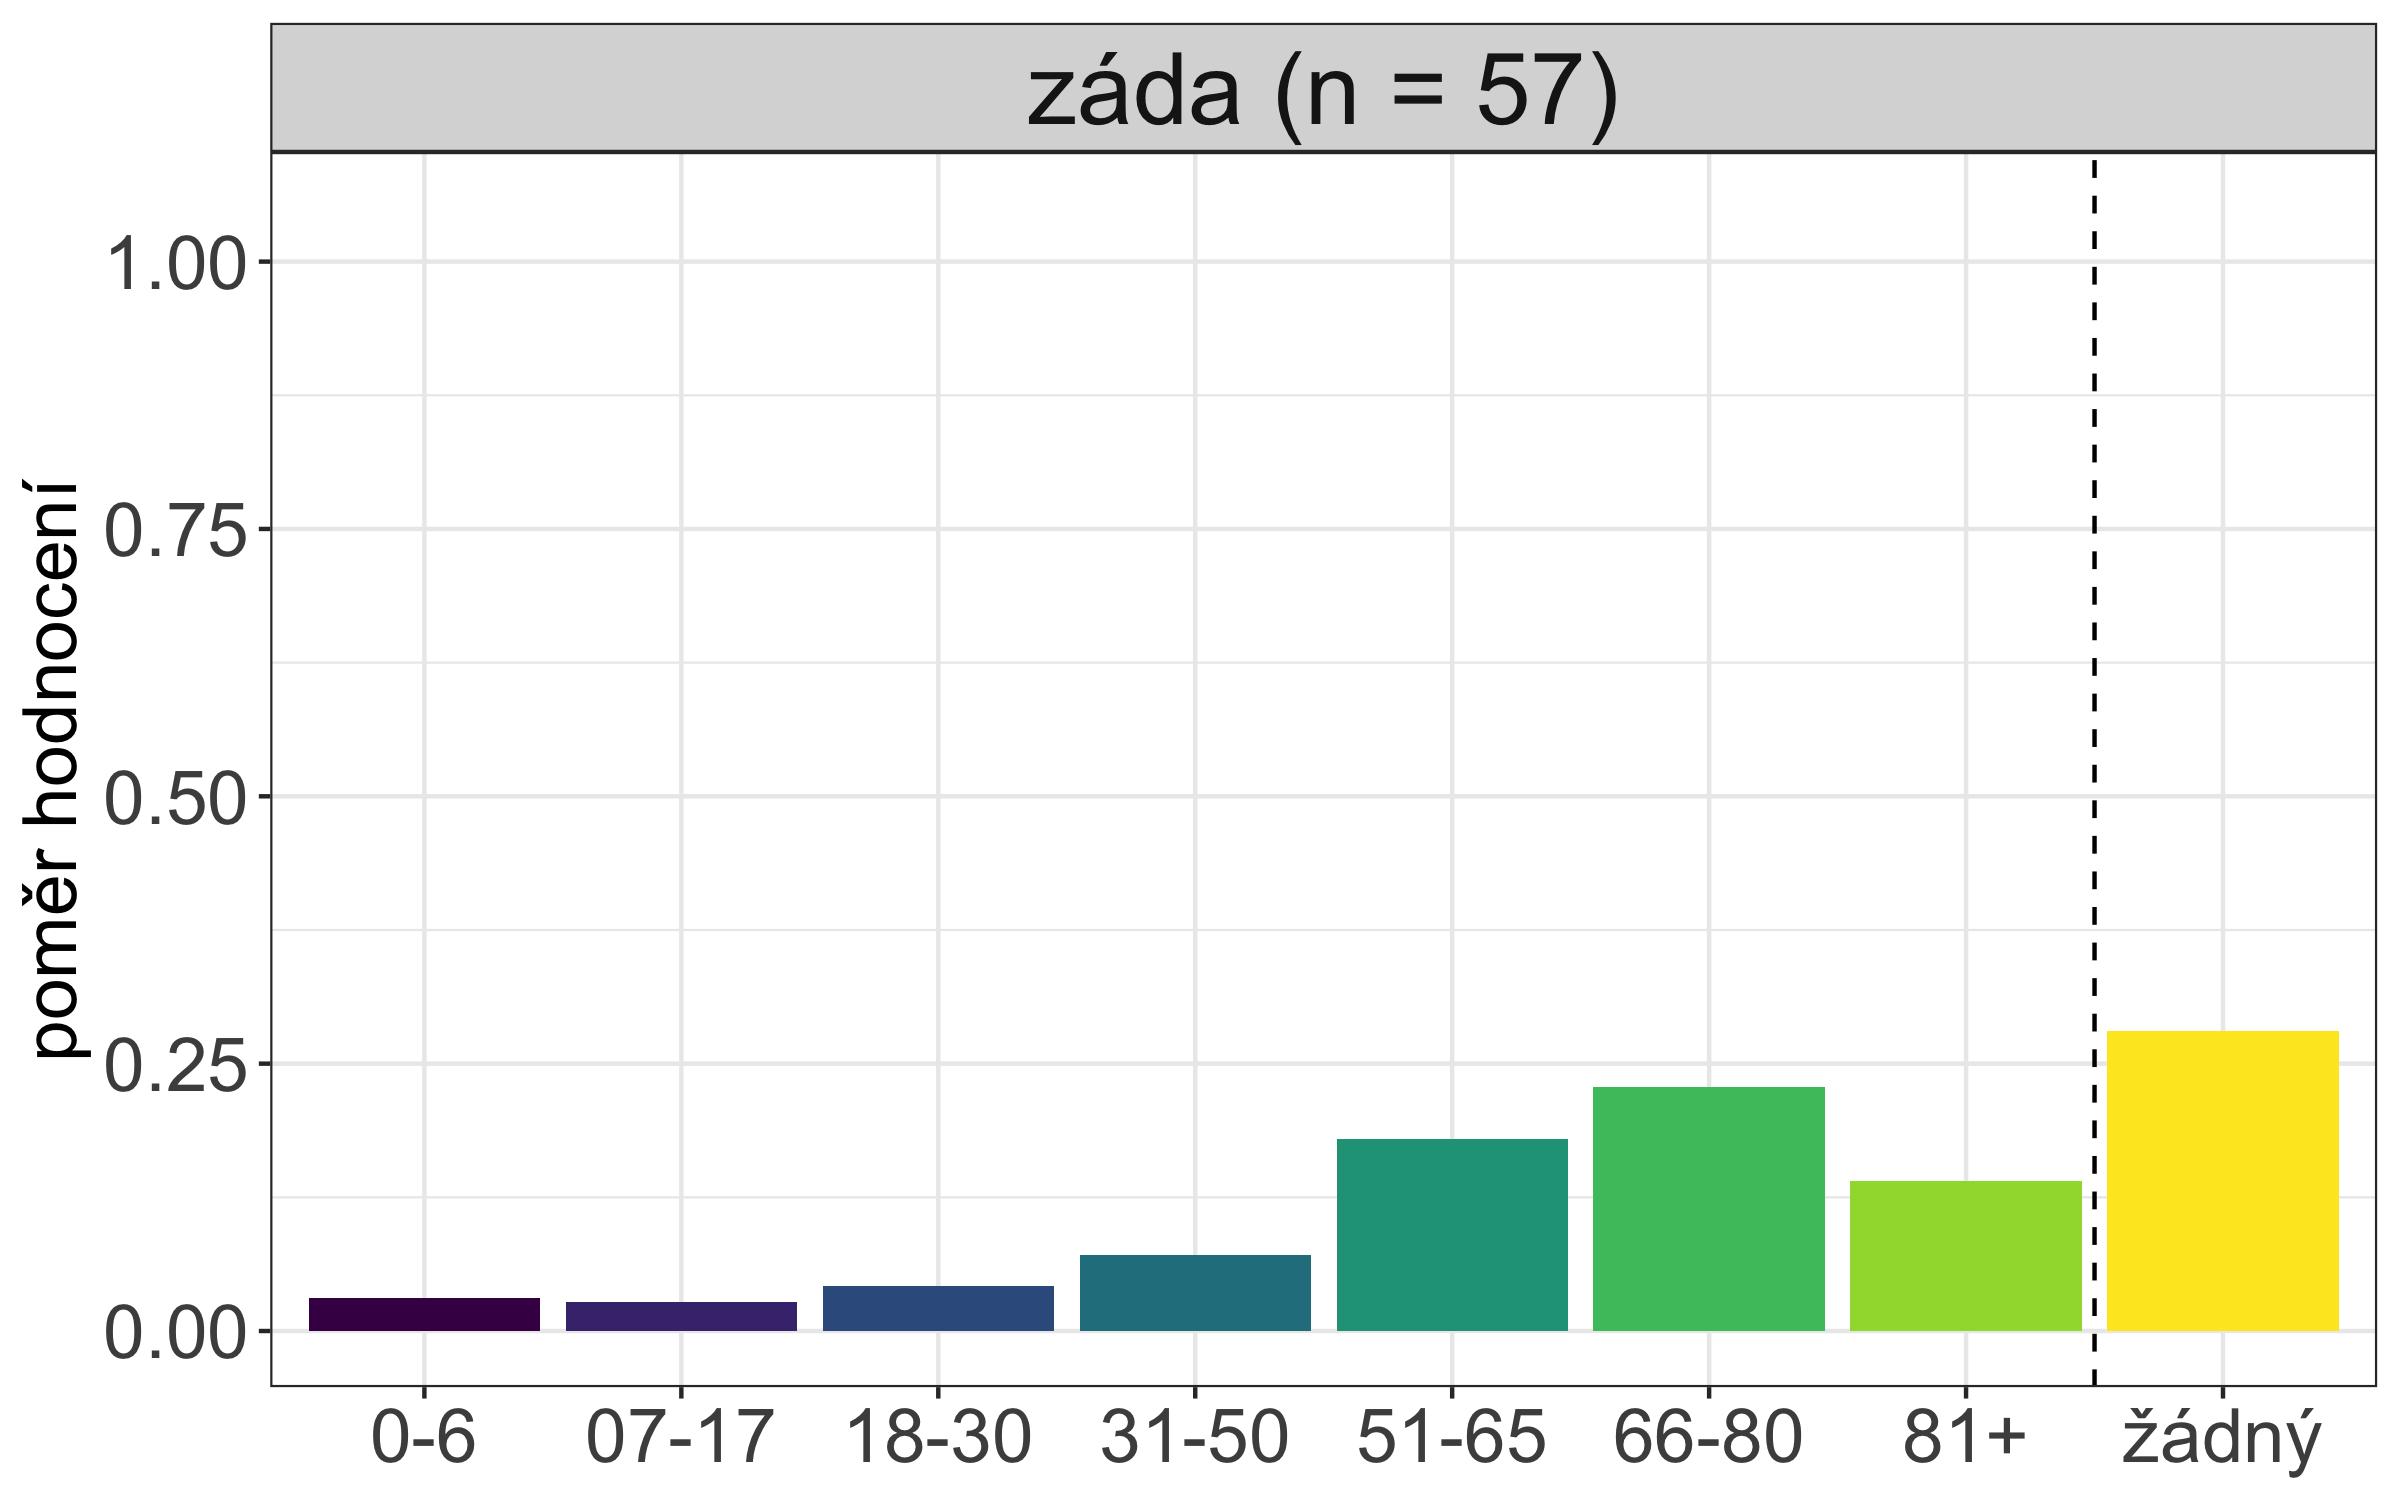 záda (n = 57)
poměr hodnocení
1.00
0.75
0.50
0.25
0.00
0-6 07-17 18-30 31-50 51-65 66-80 81+ žádný